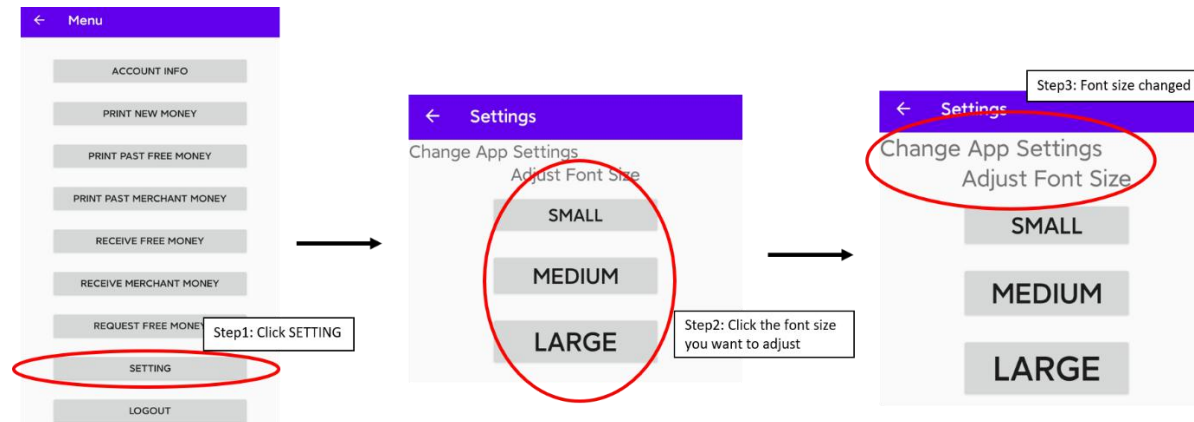 Menu
ACCOUNT INFO
PRINT NEW MONEY
PRINT PAST FREE MONEY
PRINT PAST MERCHANT MONEY
RECEIVE FREE MONEY
RECEIVE MERCHANT MONEY
REQUEST FREE MONEY
Step1: Click SETTING
SETTING
LOGOUT
Settings
Change App Settings
Adjust Font Size
SMALL
MEDIUM
LARGE
Step2: Click the font size
you want to adjust
Step3: Font size changed
Settings
Change App Settings
Adjust Font Size
SMALL
MEDIUM
LARGE